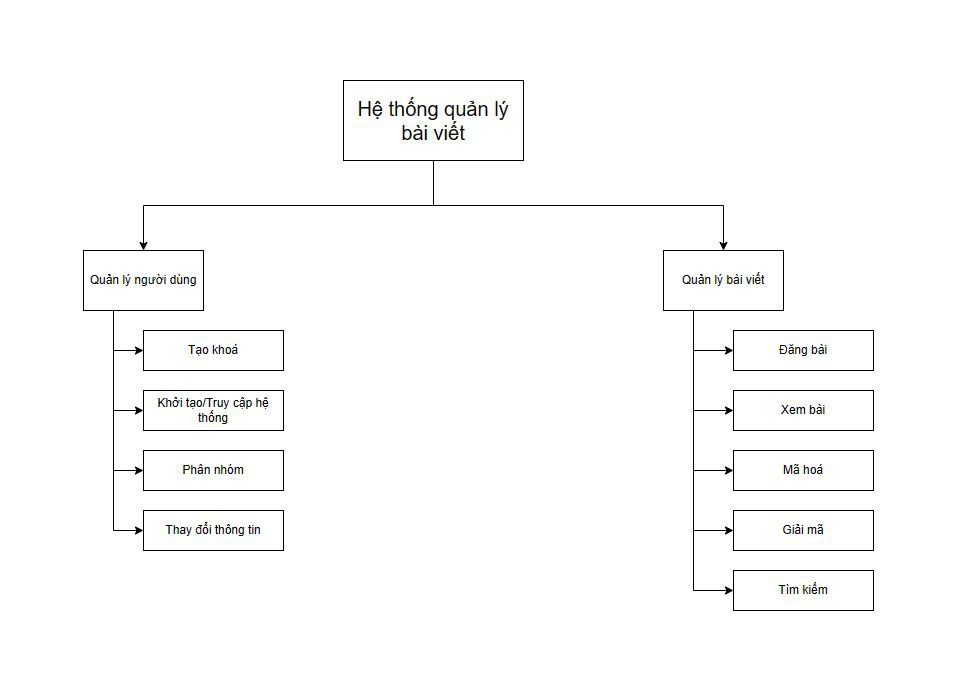 Hệ thống quản lý
bài viết
Quản lý người dùng
Tạo khoá
Khởi tạo/Truy cập hệ
thống
Phân nhóm
Thay đổi thông tin
Quản lý bài viết
Đăng bài
Xem bài
Mã hoá
Giải mã
Tìm kiếm